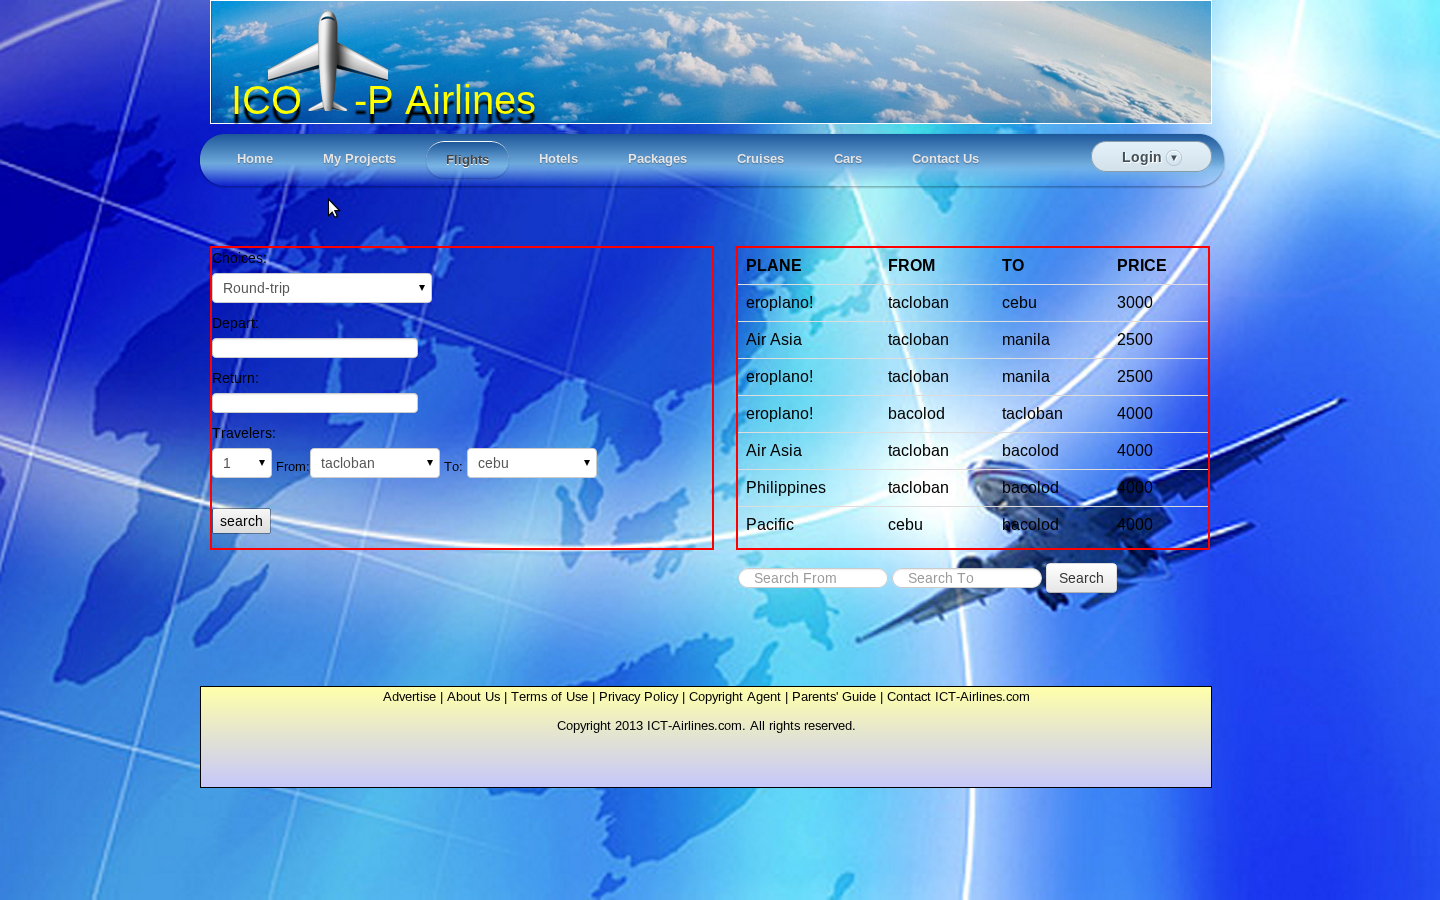 ICO -P Airlines
Home My Projects Flights Hotels Packages Cruises Cars Contact Us Login
Choices:
Round-trip
Depart:
Return:
Travelers:
1 From: tacloban To: cebu
search
PLANE FROM TO PRICE
eroplano! tacloban cebu 3000
Air Asia tacloban manila 2500
eroplano! tacloban manila 2500
eroplano! bacolod tacloban 4000
Air Asia tacloban bacolod 4000
Philippines tacloban bacolod 4000
Pacific cebu bacolod 4000
Search From Search To Search
Advertise | About Us | Terms of Use | Privacy Policy | Copyright Agent | Parents' Guide | Contact ICT-Airlines.com
Copyright 2013 ICT-Airlines.com. All rights reserved.